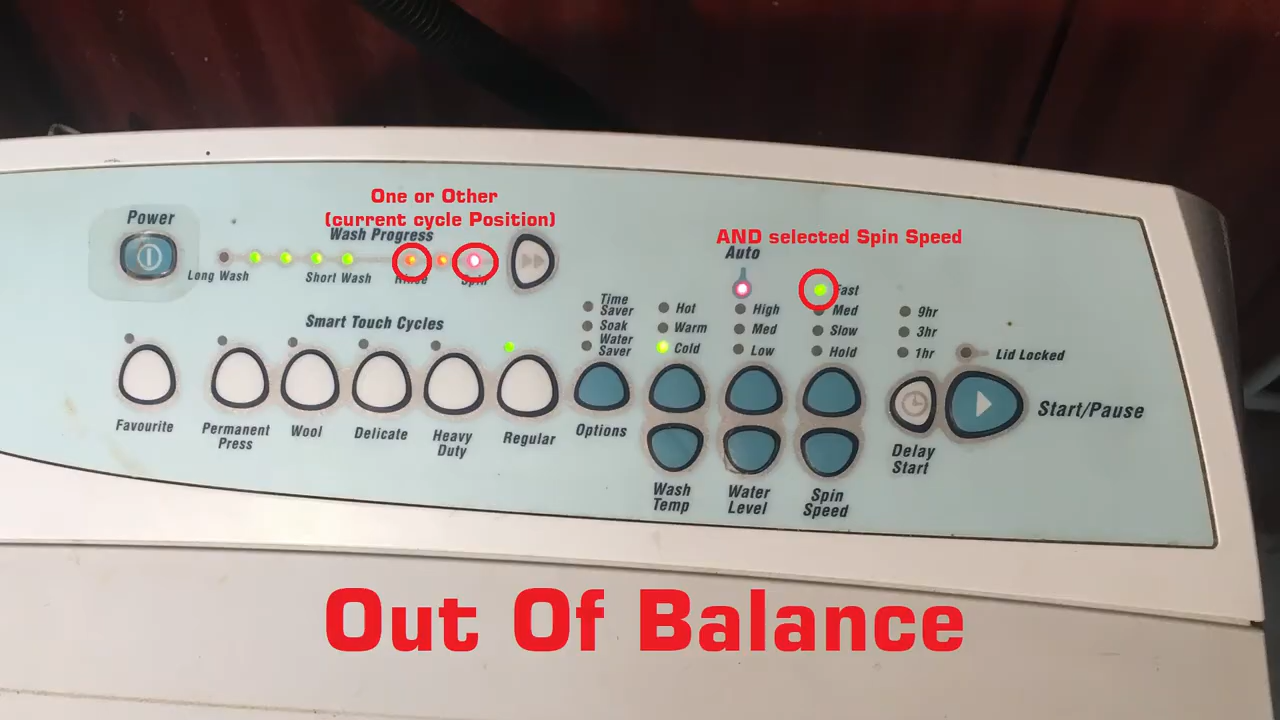 One or Other
(current cycle Position)
AND selected Spin Speed
Power
Wash Progress
Auto
Long Wash
Short Wash
Rinse
Spin
Fast
Time
Saver
Soak
Water
Saver
Hot
Warm
Cold
High
Med
Low
Med
Slow
Hold
9hr
3hr
1hr
Lid Locked
Smart Touch Cycles
Favourite
Permanent
Press
Wool
Delicate
Heavy
Duty
Regular
Options
Wash
Temp
Water
Level
Spin
Speed
Delay
Start
Start/Pause
Out Of Balance